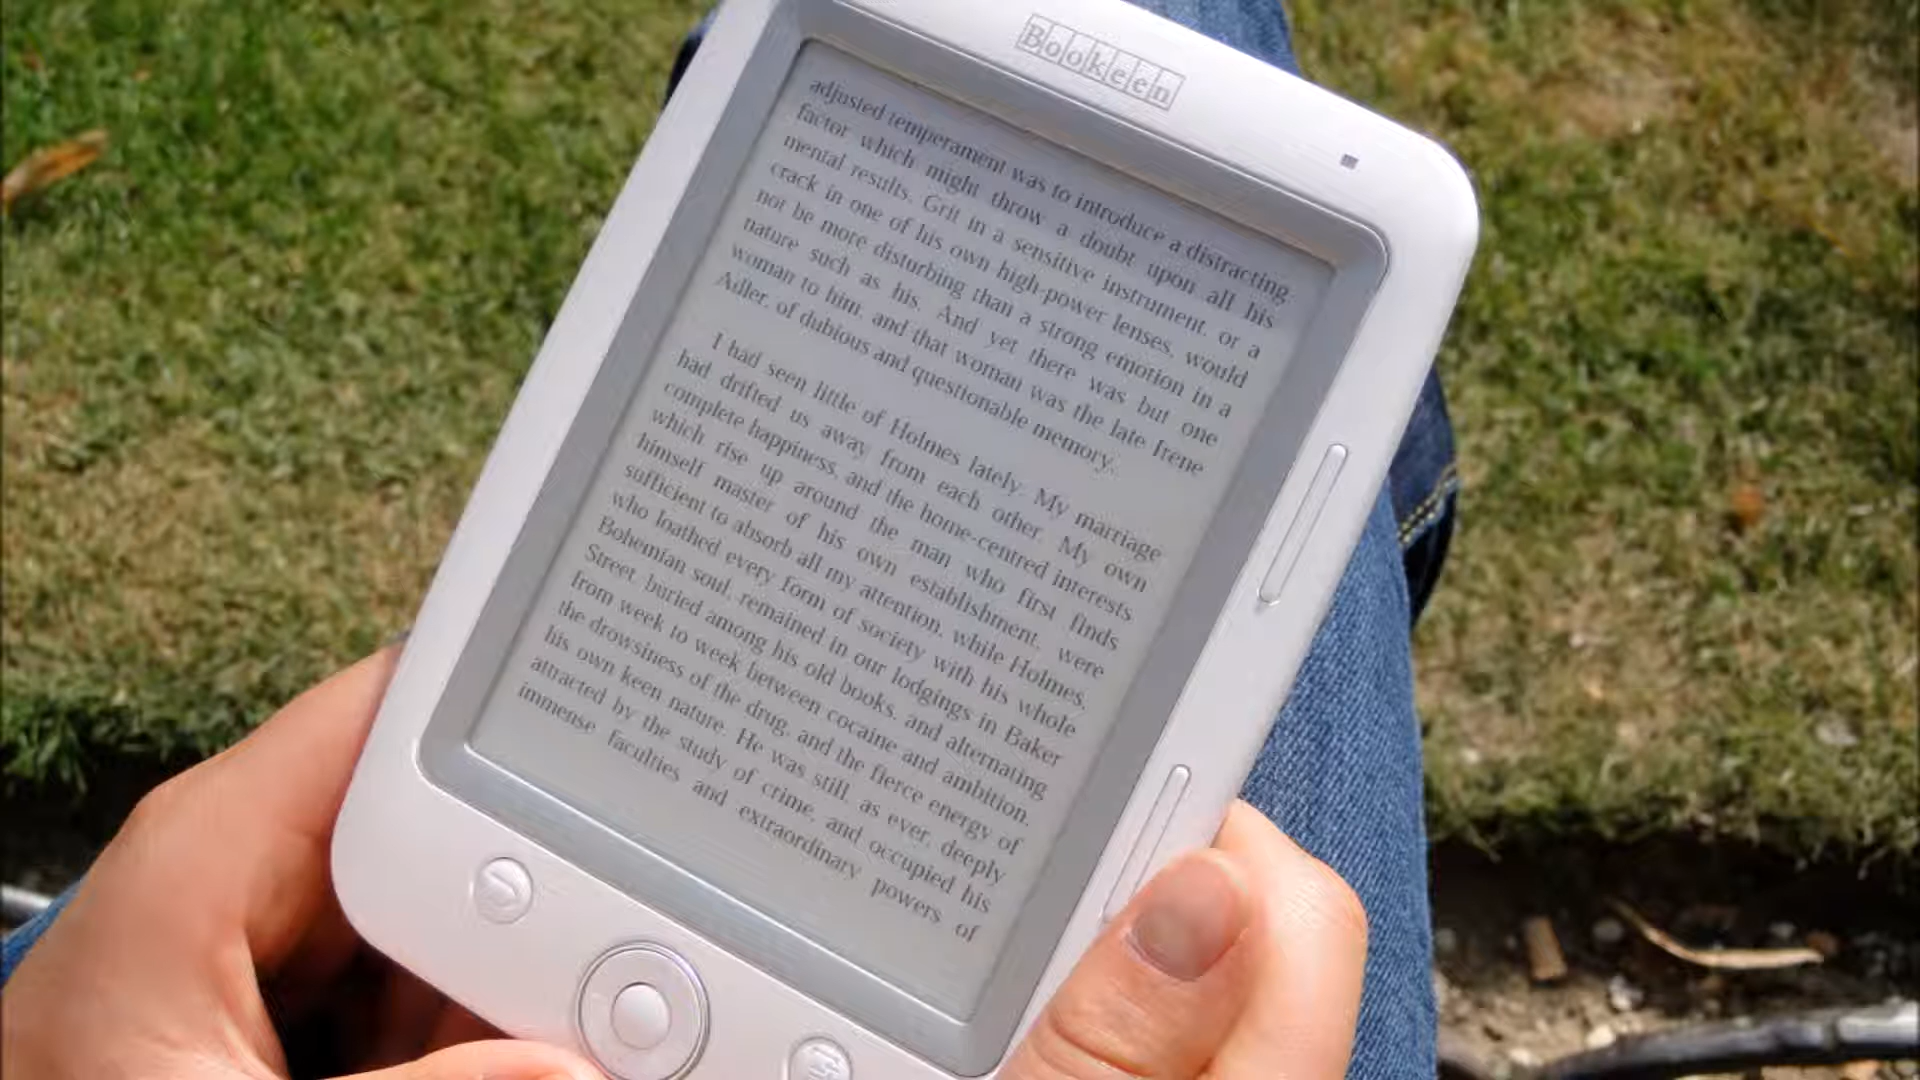 Bookeen
adjusted temperament was to introduce a distracting
factor which might throw a doubt upon all his
mental results. Grit in a sensitive instrument, or a
crack in one of his own high-power lenses, would
not be more disturbing than a strong emotion in a
nature such as his. And yet there was but one
woman to him, and that woman was the late Irene
Adler, of dubious and questionable memory.
I had seen little of Holmes lately. My marriage
had drifted us away from each other. My own
complete happiness, and the home-centred interests
which rise up around the man who first finds
himself master of his own establishment, were
sufficient to absorb all my attention, while Holmes,
who loathed every form of society with his whole
Bohemian soul, remained in our lodgings in Baker
Street, buried among his old books, and alternating
from week to week between cocaine and ambition,
the drowsiness of the drug, and the fierce energy of
his own keen nature. He was still, as ever, deeply
attracted by the study of crime, and occupied his
immense faculties and extraordinary powers of